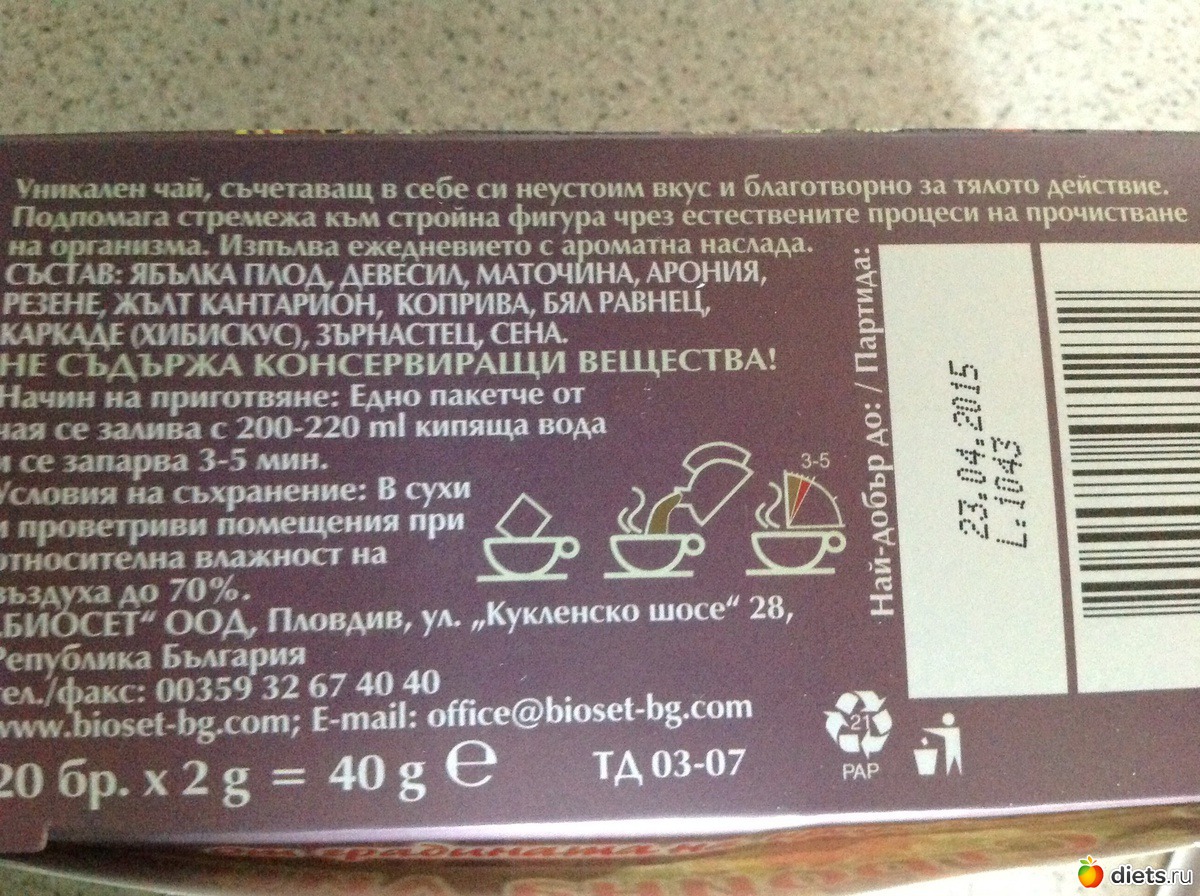 Уникален чай, съчетаващ в себе си неустоим вкус и благотворно за тялото действие.
Подпомага стремежа към стройна фигура чрез естествените процеси на прочистване
на организма. Изпълва ежедневието с ароматна наслада.
СЪСТАВ: ЯБЪЛКА ПЛОД, ДЕВЕСИЛ, МАТОЧИНА, АРОНИЯ,
РЕЗЕНЕ, ЖЪЛТ КАНТАРИОН, КОПРИВА, БЯЛ РАВНЕЦ,
КАРКАДЕ (ХИБИСКУС), ЗЪРНАСТЕЦ, СЕНА.
НЕ СЪДЪРЖА КОНСЕРВИРАЩИ ВЕЩЕСТВА!
Начин на приготвяне: Едно пакетче от
чая се залива с 200-220 ml кипяща вода
и се запарва 3-5 мин.
Условия на съхранение: В сухи
и проветриви помещения при
относителна влажност на
въздуха до 70%.
„БИОСЕТ“ ООД, Пловдив, ул. „Кукленско шосе“ 28,
Република България
тел./факс: 00359 32 67 40 40
www.bioset-bg.com; E-mail: office@bioset-bg.com
20 бр. x 2 g = 40 g e
ТД 03-07
3-5
Най-добър до: / Партида:
23.04.2015
L:1043
21
PAP
diets.ru